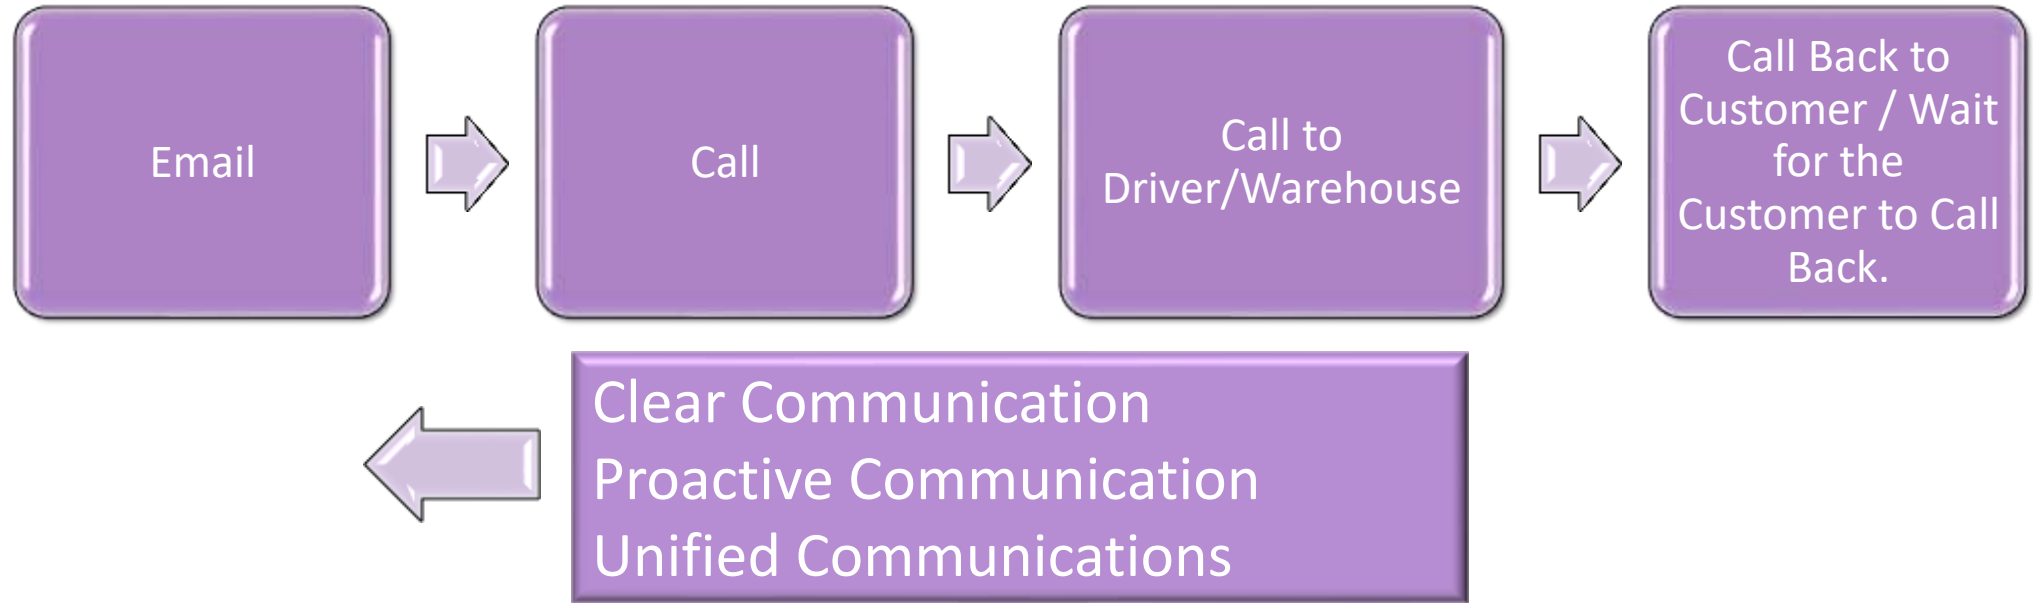 Email
Call
Call to
Driver/Warehouse
Call Back to
Customer / Wait
for the
Customer to Call
Back.
Clear Communication
Proactive Communication
Unified Communications